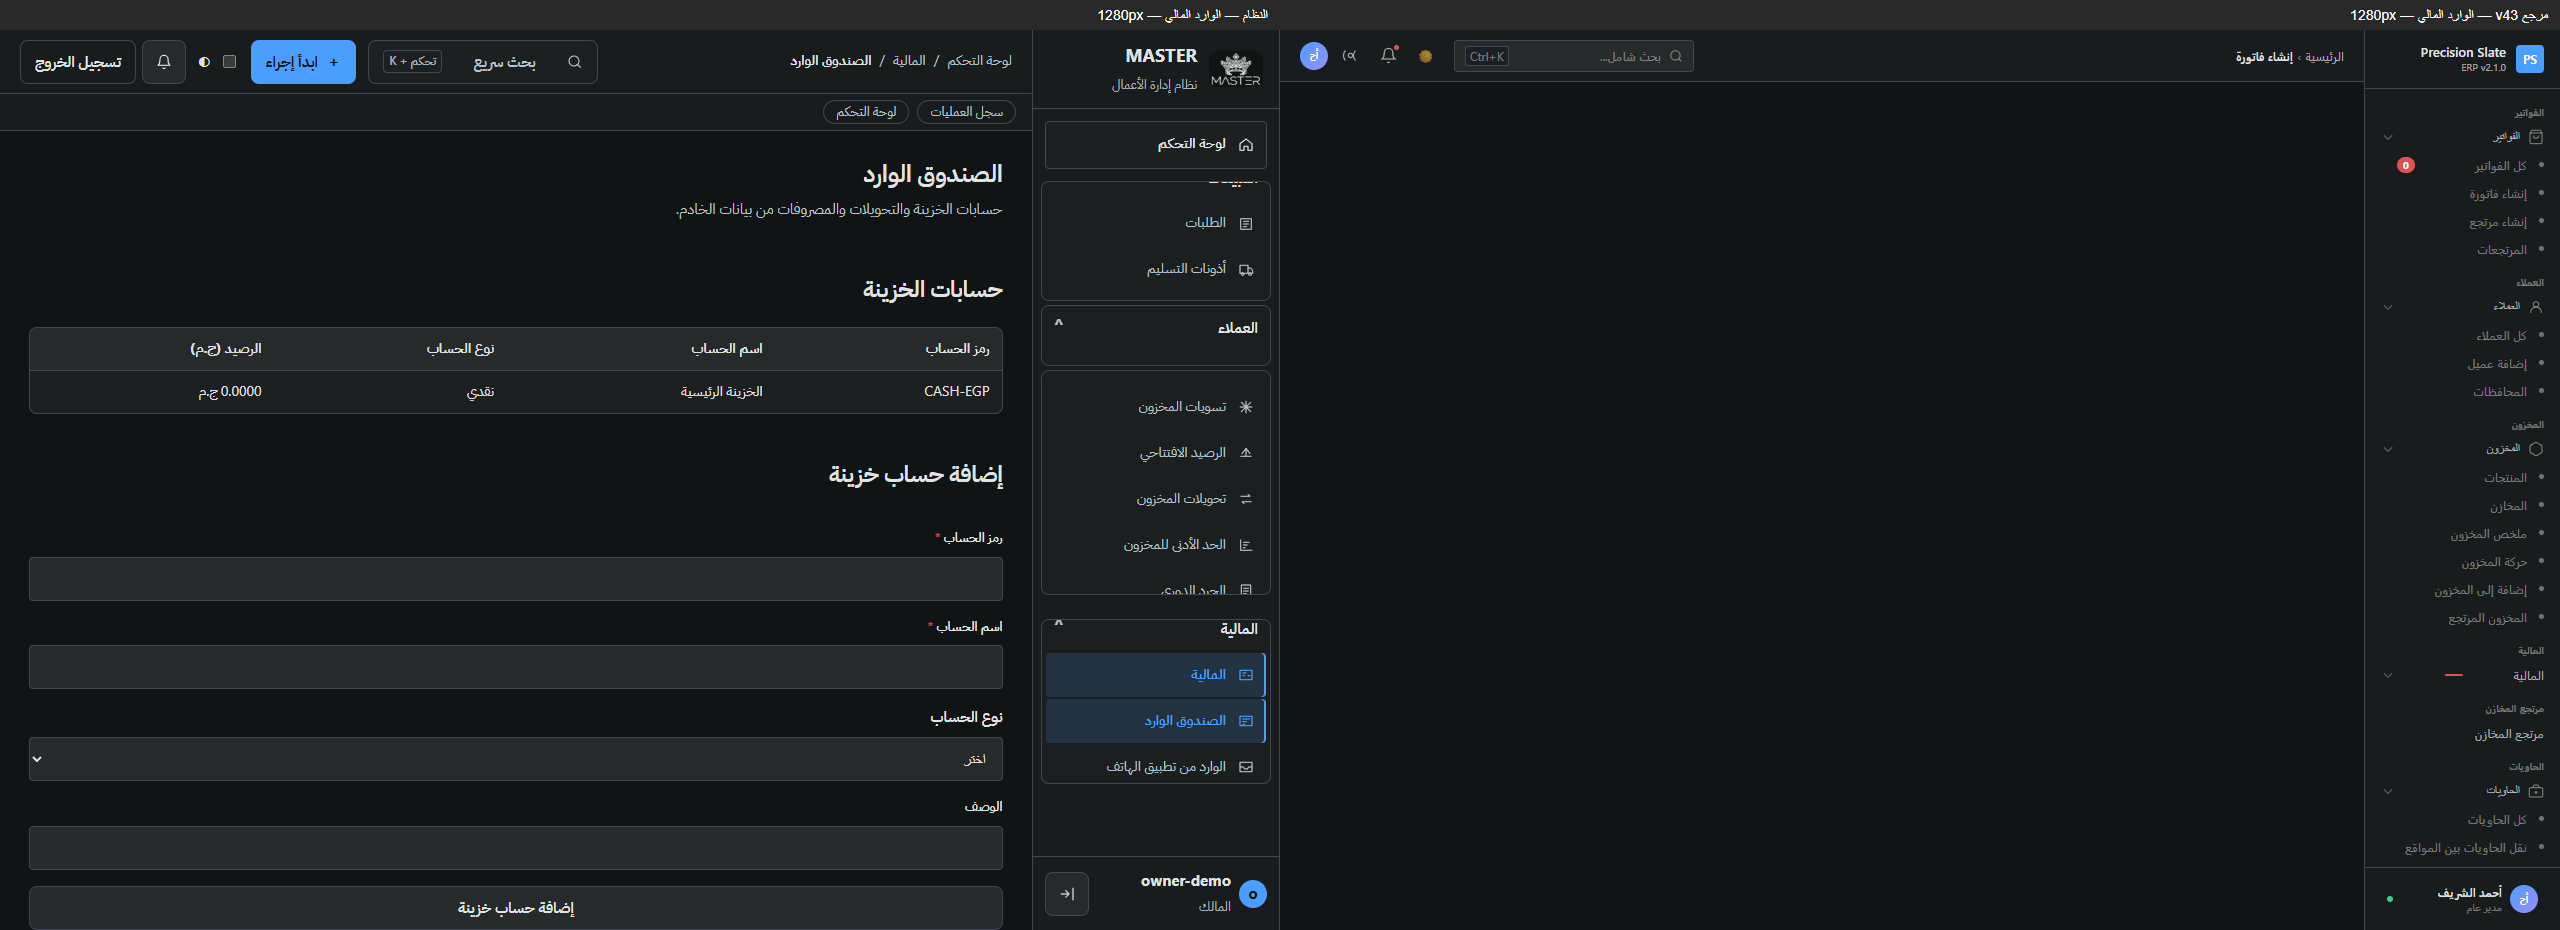 مرجع v43 — الوارد المالي — 1280px
Precision Slate
ERP v2.1.0
PS
الفواتير
الفواتير
كل الفواتير
0
إنشاء فاتورة
إنشاء مرتجع
المرتجعات
العملاء
العملاء
كل العملاء
إضافة عميل
المحافظات
المخزون
المخزون
المنتجات
المخازن
ملخص المخزون
حركة المخزون
إضافة إلى المخزون
المخزون المرتجع
المالية
المالية
مرتجع المخازن
مرتجع المخازن
الحاويات
الحاويات
كل الحاويات
نقل الحاويات بين المواقع
أحمد الشريف
مدير عام
أح
الرئيسية › إنشاء فاتورة
بحث شامل...
Ctrl+K
أح
النظام — الوارد المالي — 1280px
MASTER
MASTER
نظام إدارة الأعمال
لوحة التحكم
الطلبات
أذونات التسليم
العملاء
تسويات المخزون
الرصيد الافتتاحي
تحويلات المخزون
الحد الأدنى للمخزون
الجرد الدوري
المالية
المالية
الصندوق الوارد
الوارد من تطبيق الهاتف
owner-demo
o
المالك
لوحة التحكم / المالية / الصندوق الوارد
بحث سريع
تحكم + K
+ ابدأ إجراء
تسجيل الخروج
سجل العمليات
لوحة التحكم
الصندوق الوارد
حسابات الخزينة والتحويلات والمصروفات من بيانات الخادم.
حسابات الخزينة
رمز الحساب اسم الحساب نوع الحساب الرصيد (ج.م)
CASH-EGP الخزينة الرئيسية نقدي 0.0000 ج.م
إضافة حساب خزينة
رمز الحساب *
اسم الحساب *
نوع الحساب
اختر
الوصف
إضافة حساب خزينة